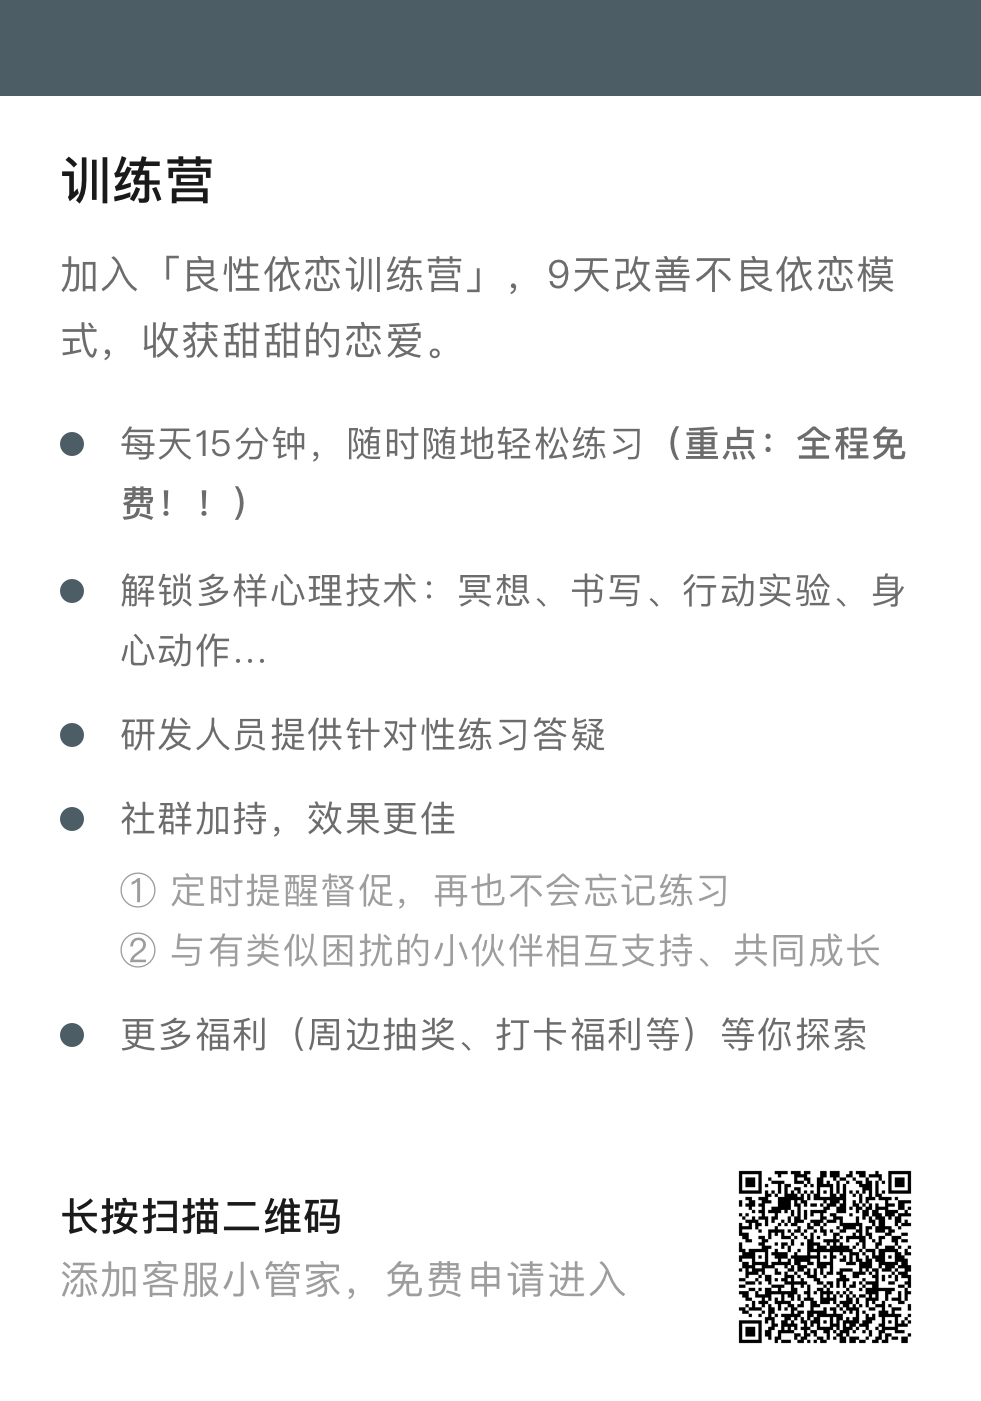 训练营
加入「良性依恋训练营」，9天改善不良依恋模
式，收获甜甜的恋爱。
每天15分钟，随时随地轻松练习（重点：全程免
费！！）
解锁多样心理技术：冥想、书写、行动实验、身
心动作...
研发人员提供针对性练习答疑
社群加持，效果更佳
① 定时提醒督促，再也不会忘记练习
② 与有类似困扰的小伙伴相互支持、共同成长
更多福利（周边抽奖、打卡福利等）等你探索
长按扫描二维码
添加客服小管家，免费申请进入